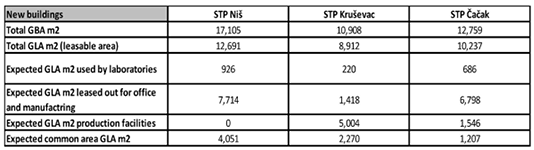 New buildings STP Niš STP Kruševac STP Čačak
Total GBA m2 17,105 10,908 12,759
Total GLA m2 (leasable area) 12,691 8,912 10,237
Expected GLA m2 used by laboratories 926 220 686
Expected GLA m2 leased out for office
and manufactring 7,714 1,418 6,798
Expected GLA m2 production facilities 0 5,004 1,546
Expected common area GLA m2 4,051 2,270 1,207